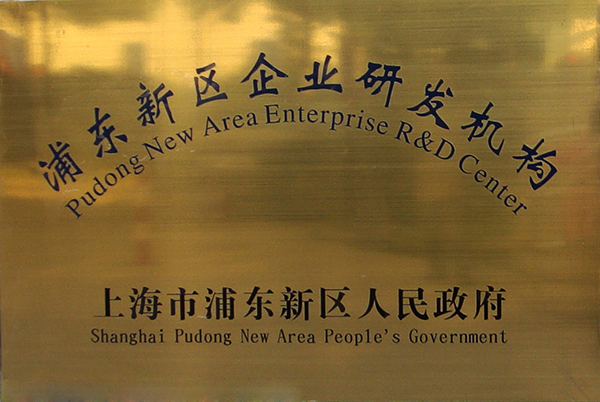 浦东新区企业研发机构
Pudong New Area Enterprise R&D Center
上海市浦东新区人民政府
Shanghai Pudong New Area People's Government